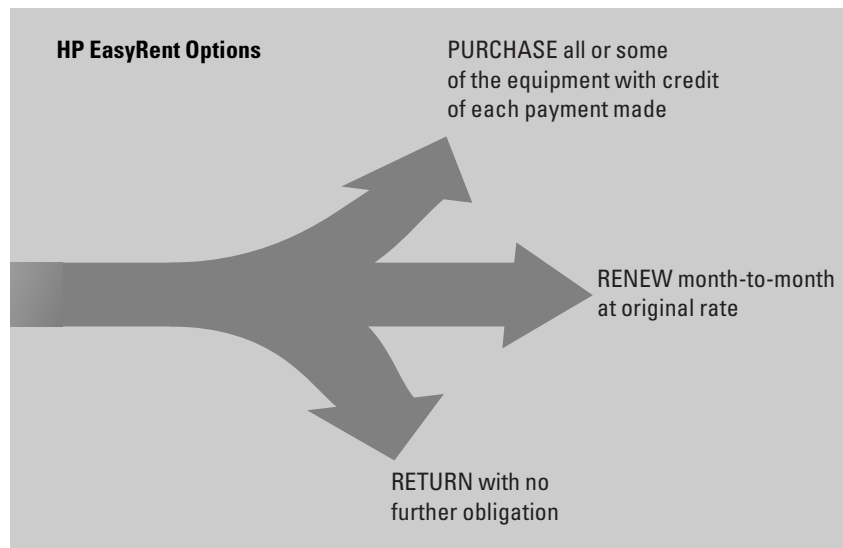 HP EasyRent Options
PURCHASE all or some
of the equipment with credit
of each payment made
RENEW month-to-month
at original rate
RETURN with no
further obligation